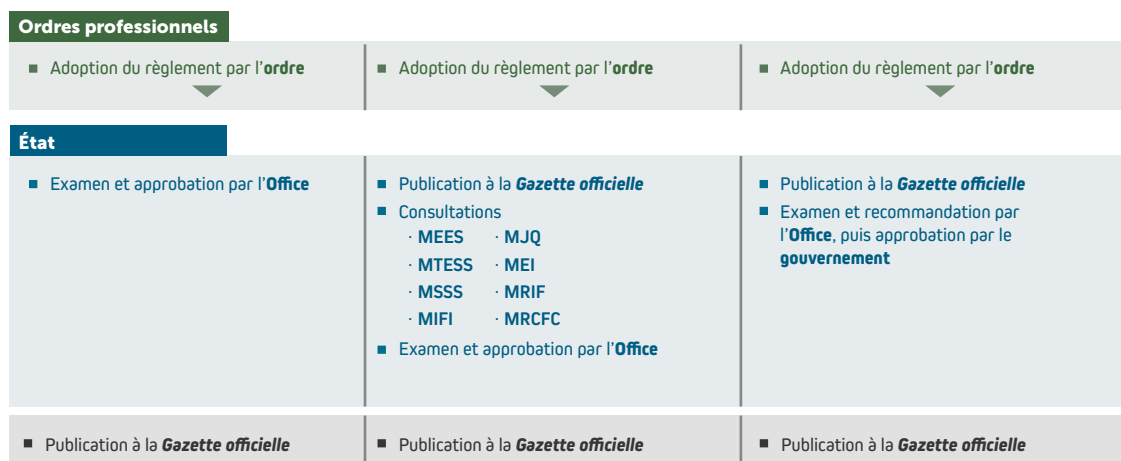 Ordres professionnels
■ Adoption du règlement par l'ordre
■ Adoption du règlement par l'ordre
■ Adoption du règlement par l'ordre
État
■ Examen et approbation par l'Office
■ Publication à la Gazette officielle
■ Consultations
· MEES · MJQ
· MTESS · MEI
· MSSS · MRIF
· MIFI · MRCFC
■ Examen et approbation par l'Office
■ Publication à la Gazette officielle
■ Examen et recommandation par
l'Office, puis approbation par le
gouvernement
■ Publication à la Gazette officielle
■ Publication à la Gazette officielle
■ Publication à la Gazette officielle